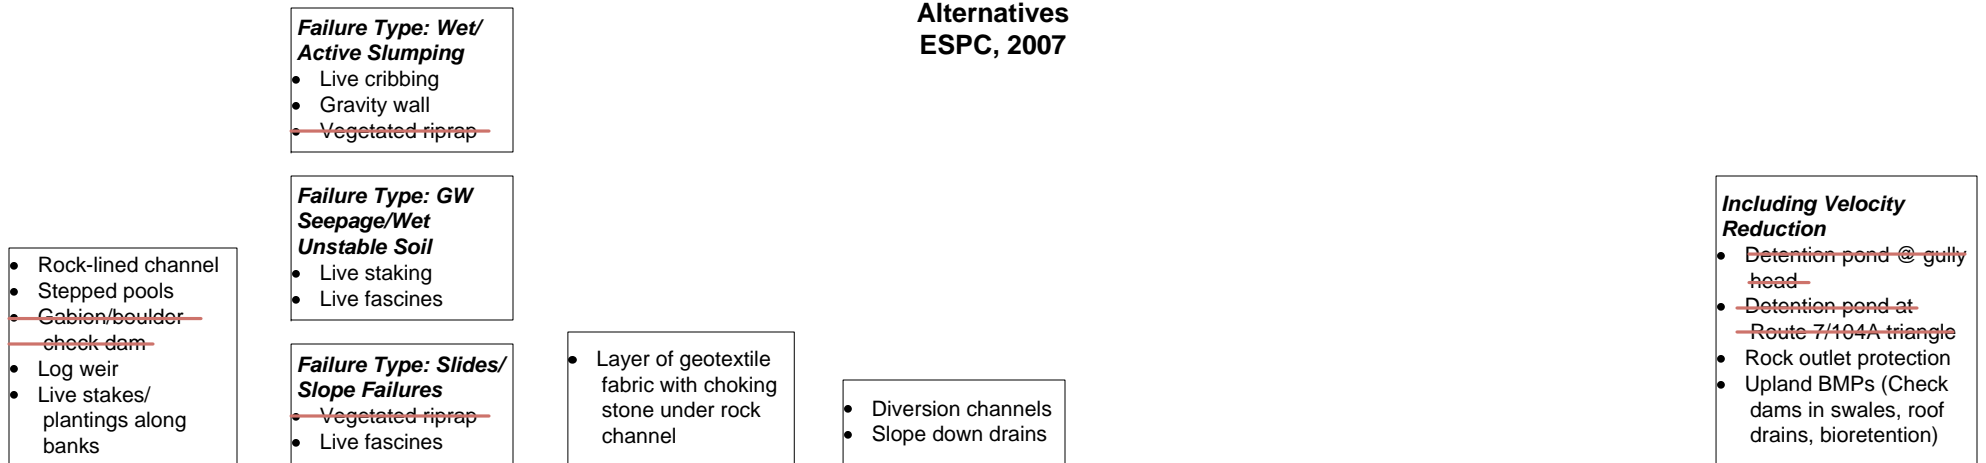 Alternatives
ESPC, 2007
Failure Type: Wet/
Active Slumping
• Live cribbing
• Gravity wall
• Vegetated riprap
Failure Type: GW
Seepage/Wet
Unstable Soil
• Live staking
• Live fascines
Failure Type: Slides/
Slope Failures
• Vegetated riprap
• Live fascines
• Rock-lined channel
• Stepped pools
• Gabion/boulder
check dam
• Log weir
• Live stakes/
plantings along
banks
• Layer of geotextile
fabric with choking
stone under rock
channel
• Diversion channels
• Slope down drains
Including Velocity
Reduction
• Detention pond @ gully
head
• Detention pond at
Route 7/104A triangle
• Rock outlet protection
• Upland BMPs (Check
dams in swales, roof
drains, bioretention)